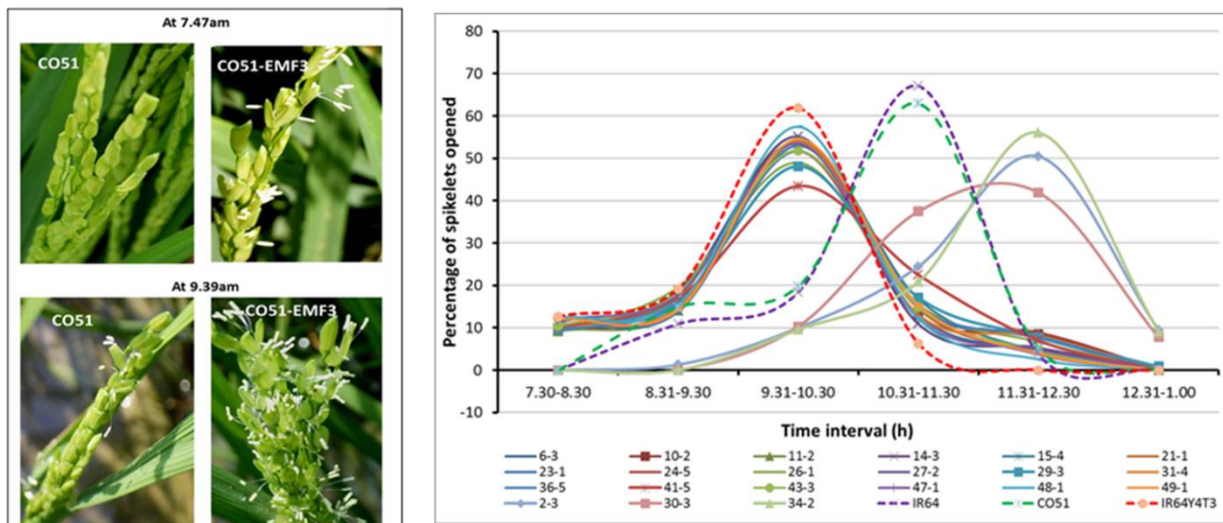 At 7.47am
CO51
CO51-EMF3
At 9.39am
CO51
CO51-EMF3
80
70
60
50
40
30
20
10
0
-10
Percentage of spikelets opened
7.30-8.30 8.31-9.30 9.31-10.30 10.31-11.30 11.31-12.30 12.31-1.00
Time interval (h)
6-3 10-2 11-2 14-3 15-4 21-1
23-1 24-5 26-1 27-2 29-3 31-4
36-5 41-5 43-3 47-1 48-1 49-1
2-3 30-3 34-2 IR64 CO51 IR64Y4T3